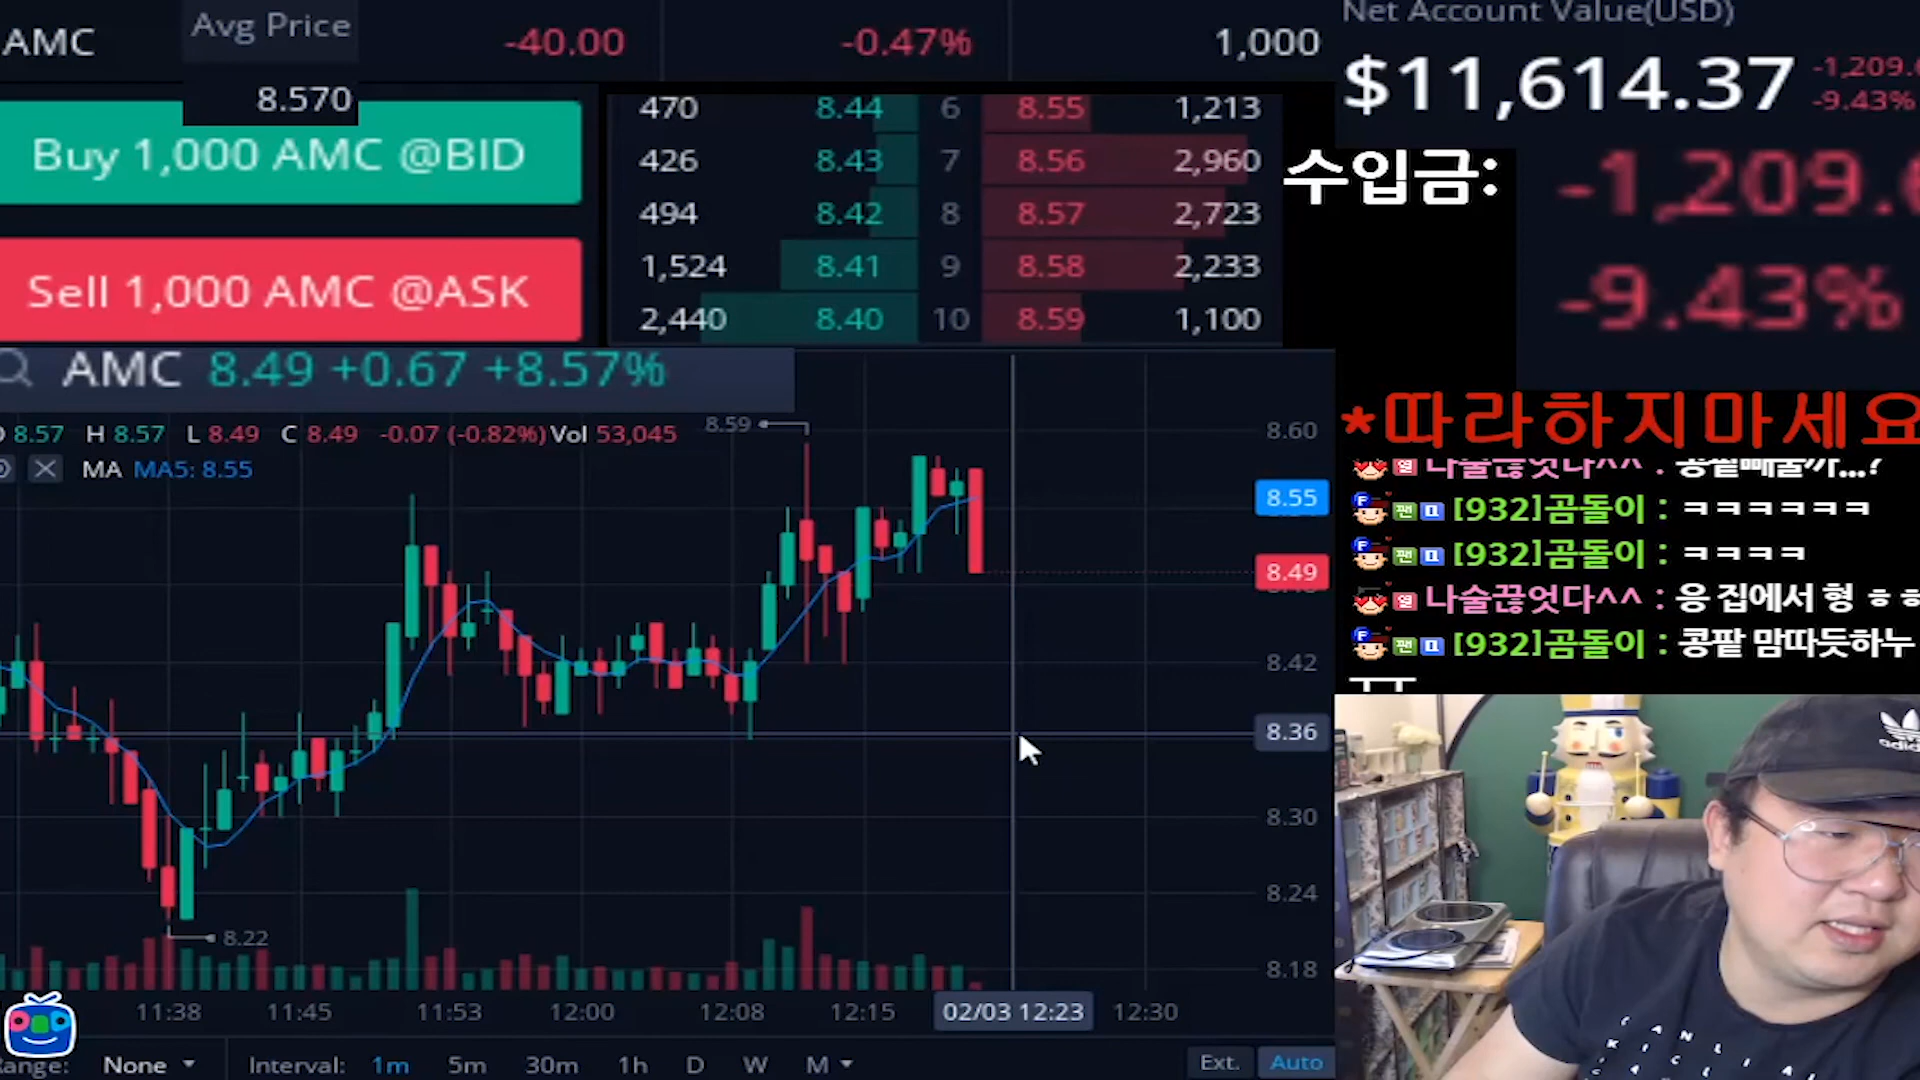 AMC
Avg Price
-40.00
-0.47%
1,000
8.570
Buy 1,000 AMC @BID
Sell 1,000 AMC @ASK
470 8.44 6 8.55 1,213
426 8.43 7 8.56 2,960
494 8.42 8 8.57 2,723
1,524 8.41 9 8.58 2,233
2,440 8.40 10 8.59 1,100
Net Account Value(USD)
$11,614.37
-9.43%
수입금:
-9.43%
AMC 8.49 +0.67 +8.57%
8.57 H 8.57 L 8.49 C 8.49 -0.07 (-0.82%) Vol 53,045
MA MA5: 8.55
8.59
8.22
8.60
8.55
8.49
8.42
8.36
8.30
8.24
8.18
11:38 11:45 11:53 12:00 12:08 12:15 02/03 12:23 12:30
None Interval: 1m 5m 30m 1h D W M Ext. Auto
*따라하지마세요
[932]곰돌이 : ㅋㅋㅋㅋㅋㅋ
[932]곰돌이 : ㅋㅋㅋㅋ
나술끊엇다^^ : 응 집에서 형 ㅎㅎ
[932]곰돌이 : 콩팥 맘따듯하누
ㅜㅜ
adidas